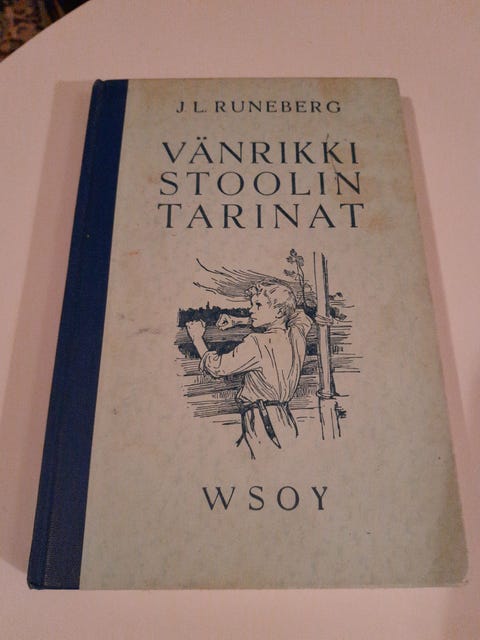 J L. RUNEBERG
VÄNRIKKI
STOOLIN
TARINAT
WSOY